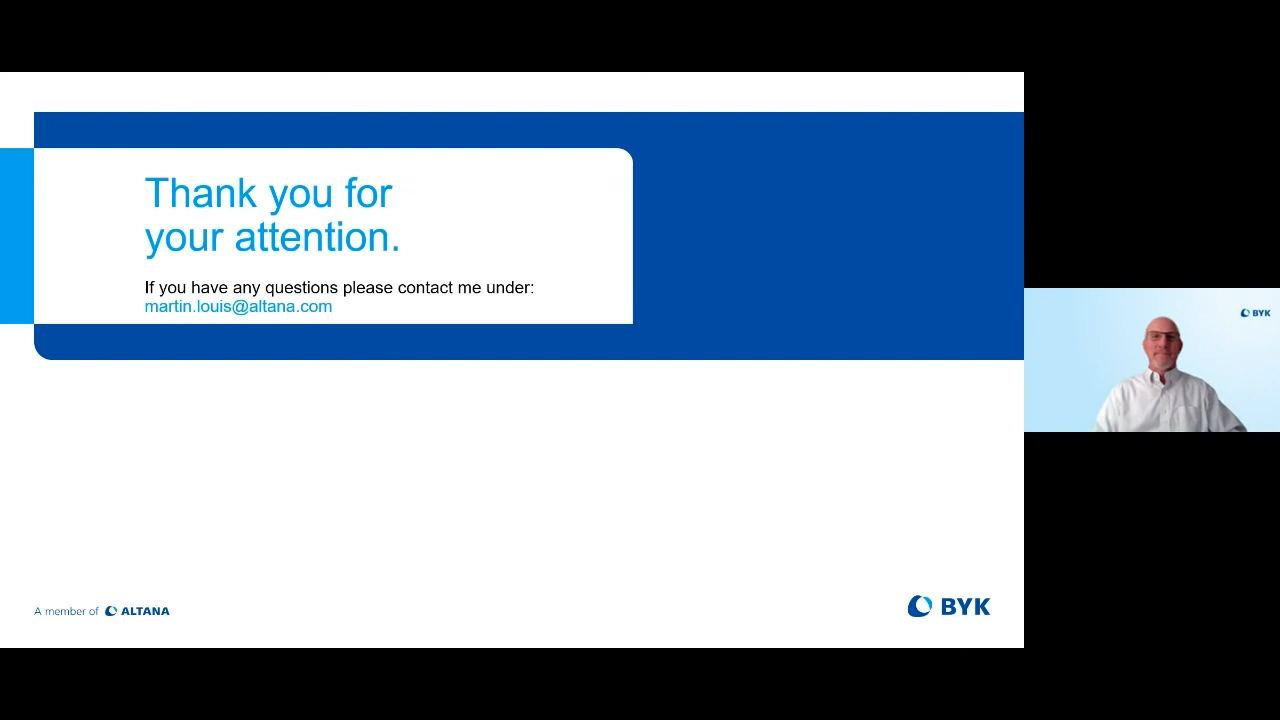 Thank you for
your attention.
If you have any questions please contact me under:
martin.louis@altana.com
BYK
A member of ALTANA
BYK